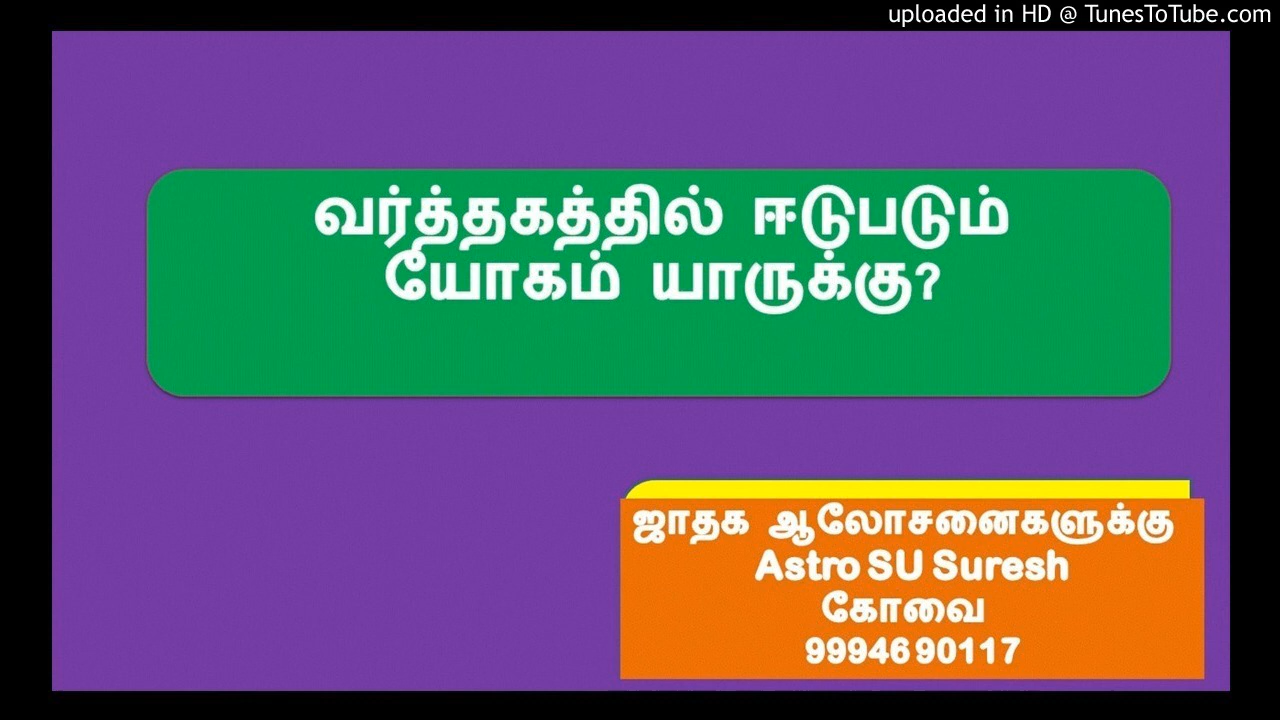 uploaded in HD @ TunesToTube.com
வர்த்தகத்தில் ஈடுபடும்
யோகம் யாருக்கு?
ஜாதக ஆலோசனைகளுக்கு
Astro SU Suresh
கோவை
9994690117